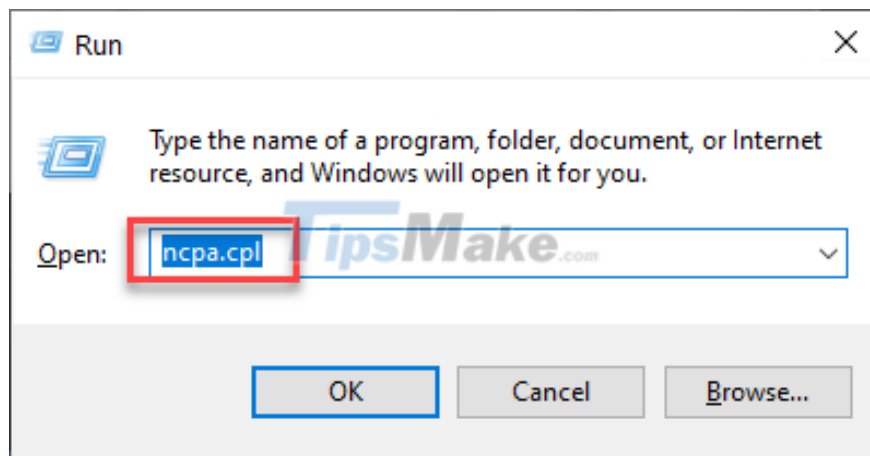 Run
Type the name of a program, folder, document, or Internet
resource, and Windows will open it for you.
Open: ncpa.cpl
TipsMake.com
OK Cancel Browse...